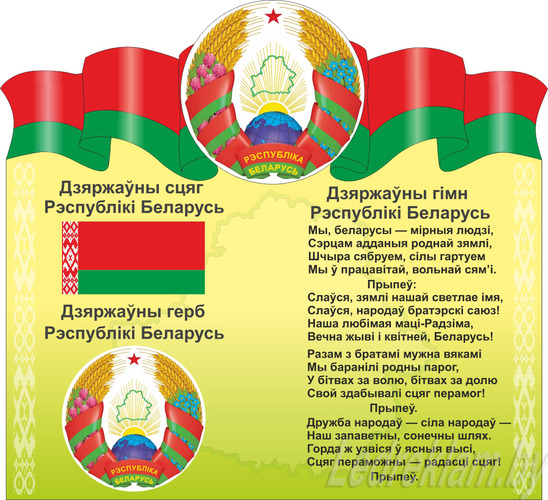 РЭСПУБЛІКА
БЕЛАРУСЬ
Дзяржаўны сцяг
Рэспублікі Беларусь
Дзяржаўны герб
Рэспублікі Беларусь
РЭСПУБЛІКА
БЕЛАРУСЬ
Дзяржаўны гімн
Рэспублікі Беларусь
Мы, беларусы — мірныя людзі,
Сэрцам адданыя роднай зямлі,
Шчыра сябруем, сілы гартуем
Мы ў працавітай, вольнай сям'і.
Прыпеў:
Слаўся, зямлі нашай светлае імя,
Слаўся, народаў братэрскі саюз!
Наша любімая маці-Радзіма,
Вечна жыві і квітней, Беларусь!
Разам з братамі мужна вякамі
Мы баранілі родны парог,
У бітвах за волю, бітвах за долю
Свой здабывалі сцяг перамог!
Прыпеў.
Дружба народаў — сіла народаў —
Наш запаветны, сонечны шлях.
Горда ж узвіся ў ясныя высі,
Сцяг пераможны — радасці сцяг!
Прыпеў.